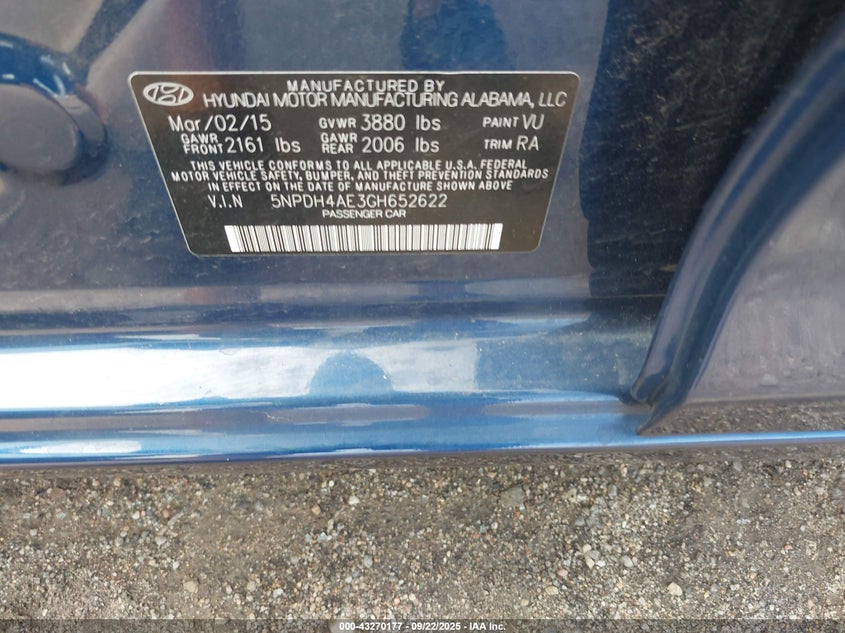 MANUFACTURED BY
HYUNDAI MOTOR MANUFACTURING ALABAMA, LLC
Mar/02/15 GVWR 3880 lbs PAINT VU
GAWR FRONT 2161 lbs GAWR REAR 2006 lbs TRIM RA
THIS VEHICLE CONFORMS TO ALL APPLICABLE U.S.A. FEDERAL
MOTOR VEHICLE SAFETY, BUMPER, AND THEFT PREVENTION STANDARDS
IN EFFECT ON THE DATE OF MANUFACTURE SHOWN ABOVE
V.I.N 5NPDH4AE3GH652622
PASSENGER CAR
000-43270177 - 09/22/2025 - IAA Inc.